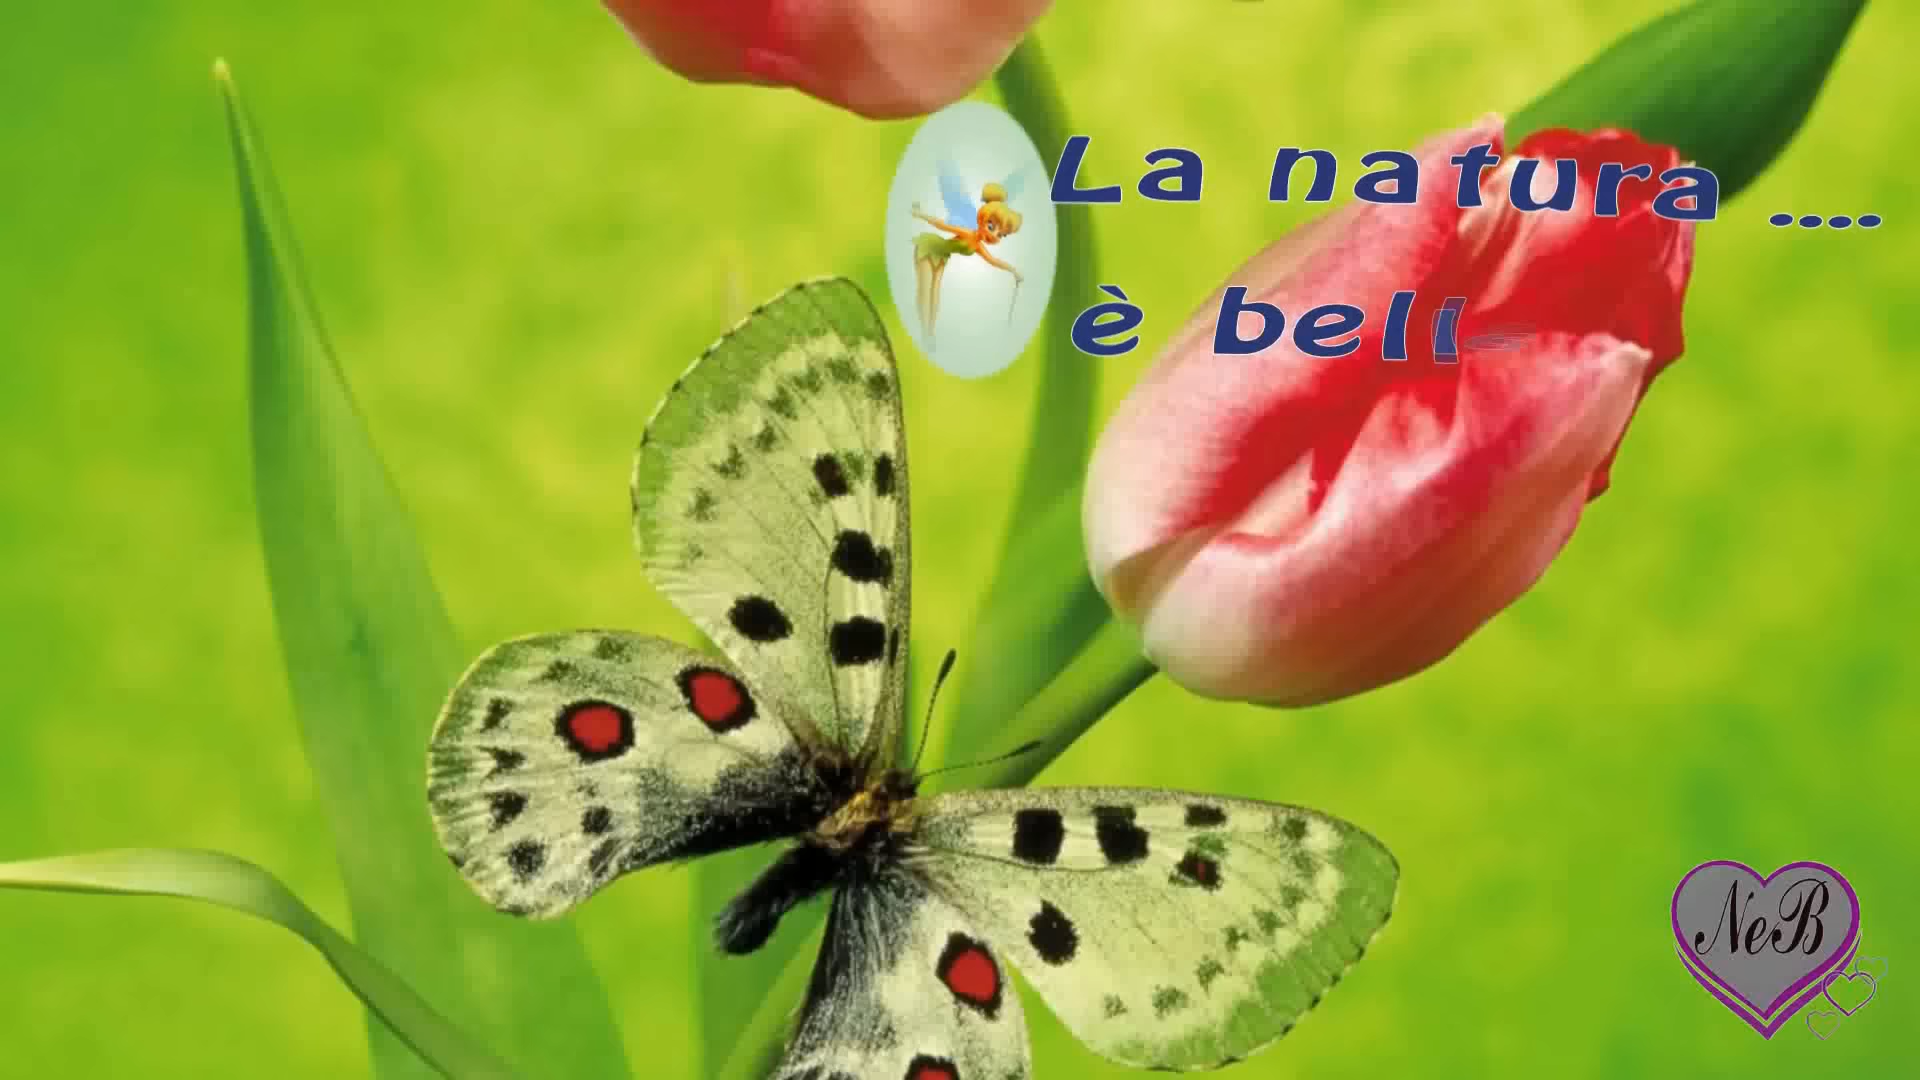 La natura ....
è bell
NeB